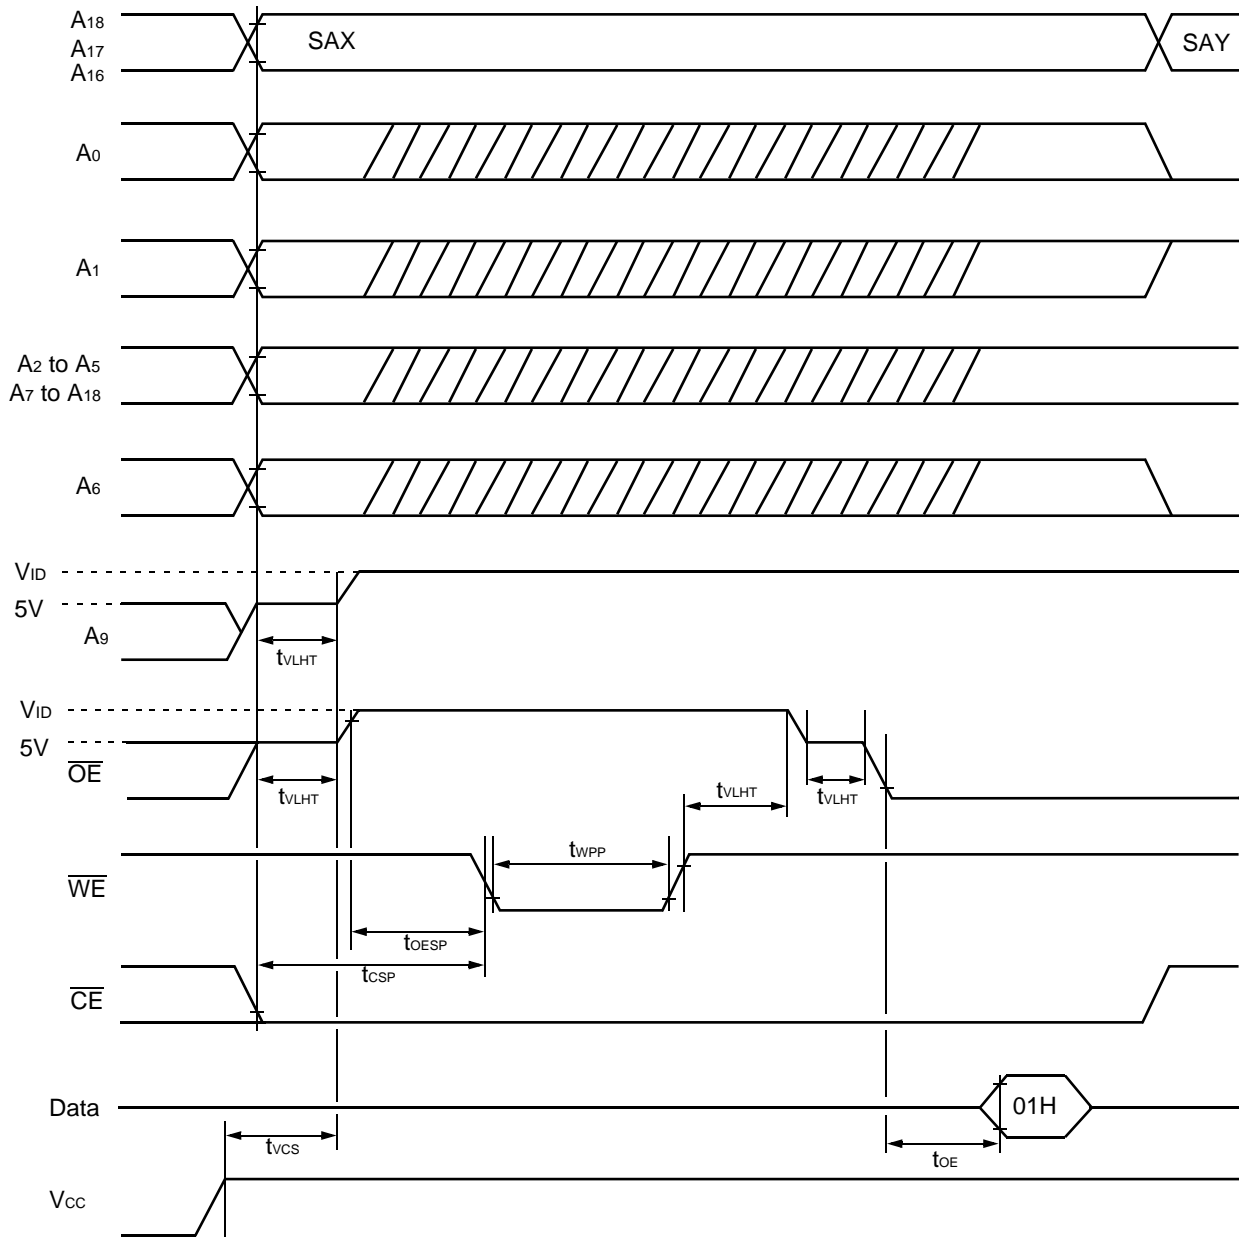 A18
A17
A16
SAX
SAY
A0
A1
A2 to A5
A7 to A18
A6
VID
5V
A9
tVLHT
VID
5V
OE
tVLHT
tVLHT
tVLHT
tWPP
WE
tOESP
tCSP
CE
Data
01H
tVCS
tOE
VCC